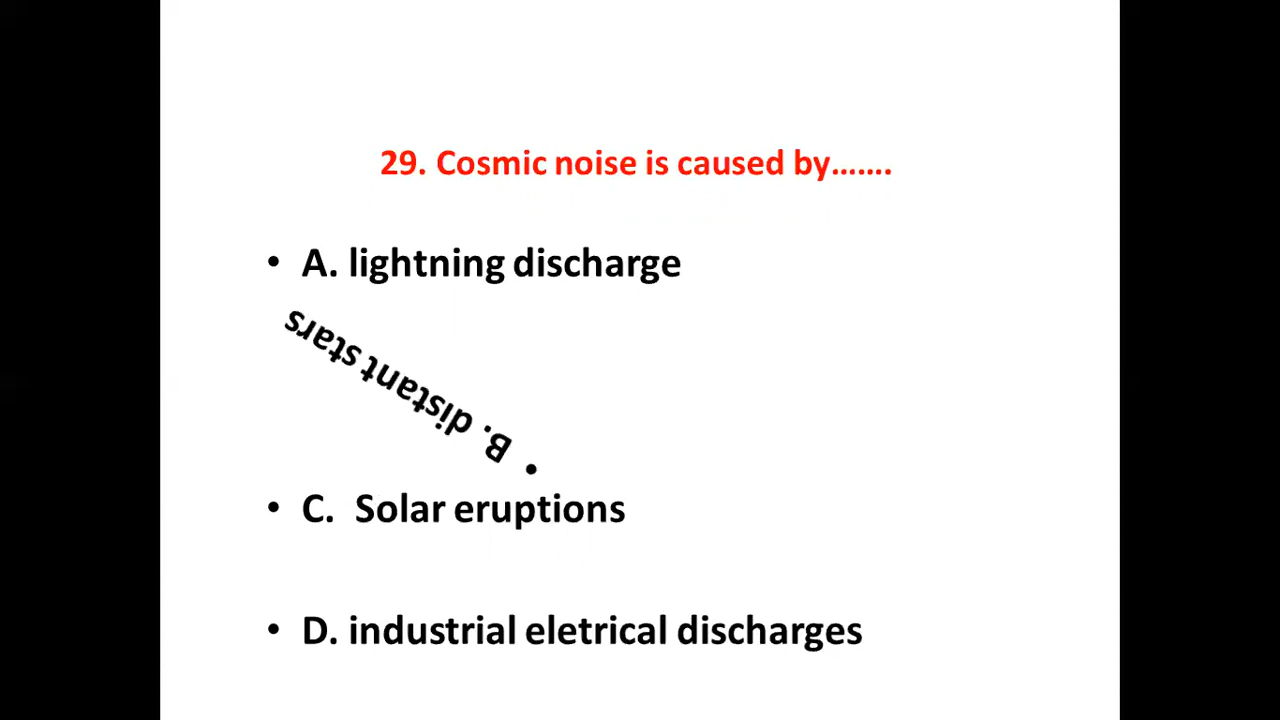 29. Cosmic noise is caused by.......
• A. lightning discharge
• B. distant stars
• C. Solar eruptions
• D. industrial eletrical discharges